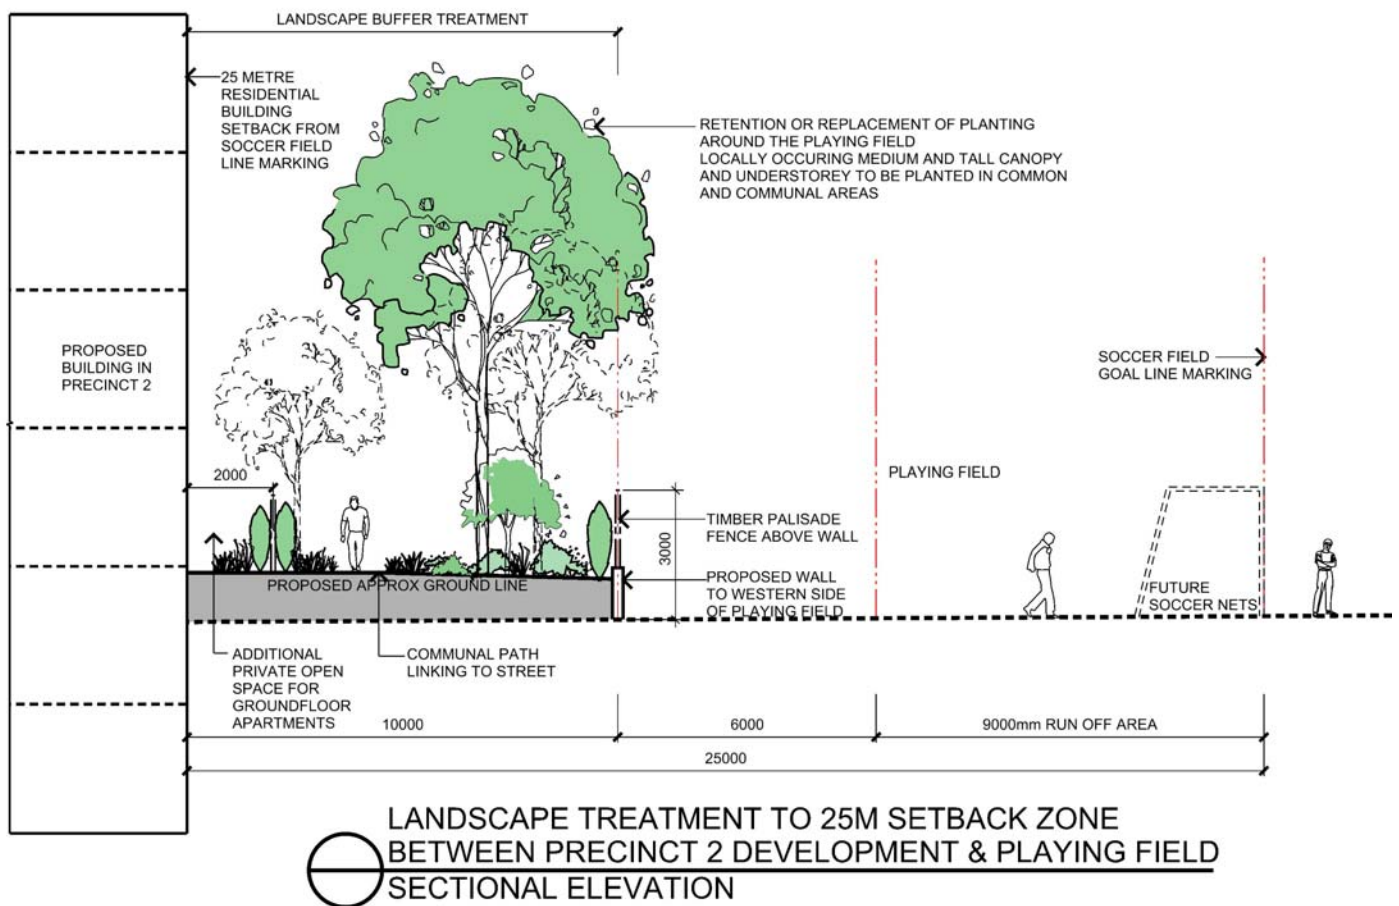 LANDSCAPE BUFFER TREATMENT
25 METRE
RESIDENTIAL
BUILDING
SETBACK FROM
SOCCER FIELD
LINE MARKING
RETENTION OR REPLACEMENT OF PLANTING
AROUND THE PLAYING FIELD
LOCALLY OCCURING MEDIUM AND TALL CANOPY
AND UNDERSTOREY TO BE PLANTED IN COMMON
AND COMMUNAL AREAS
PROPOSED
BUILDING IN
PRECINCT 2
SOCCER FIELD
GOAL LINE MARKING
2000
PLAYING FIELD
TIMBER PALISADE
FENCE ABOVE WALL
3000
PROPOSED APPROX GROUND LINE
PROPOSED WALL
TO WESTERN SIDE
OF PLAYING FIELD
FUTURE
SOCCER NETS
ADDITIONAL
PRIVATE OPEN
SPACE FOR
GROUNDFLOOR
APARTMENTS
COMMUNAL PATH
LINKING TO STREET
10000
6000
9000mm RUN OFF AREA
25000
LANDSCAPE TREATMENT TO 25M SETBACK ZONE
BETWEEN PRECINCT 2 DEVELOPMENT & PLAYING FIELD
SECTIONAL ELEVATION